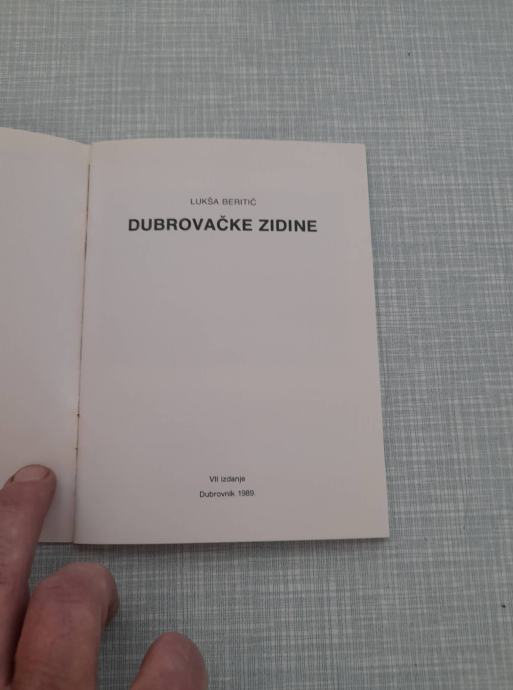 LUKŠA BERITIĆ
DUBROVAČKE ZIDINE
VII izdanje
Dubrovnik 1989.